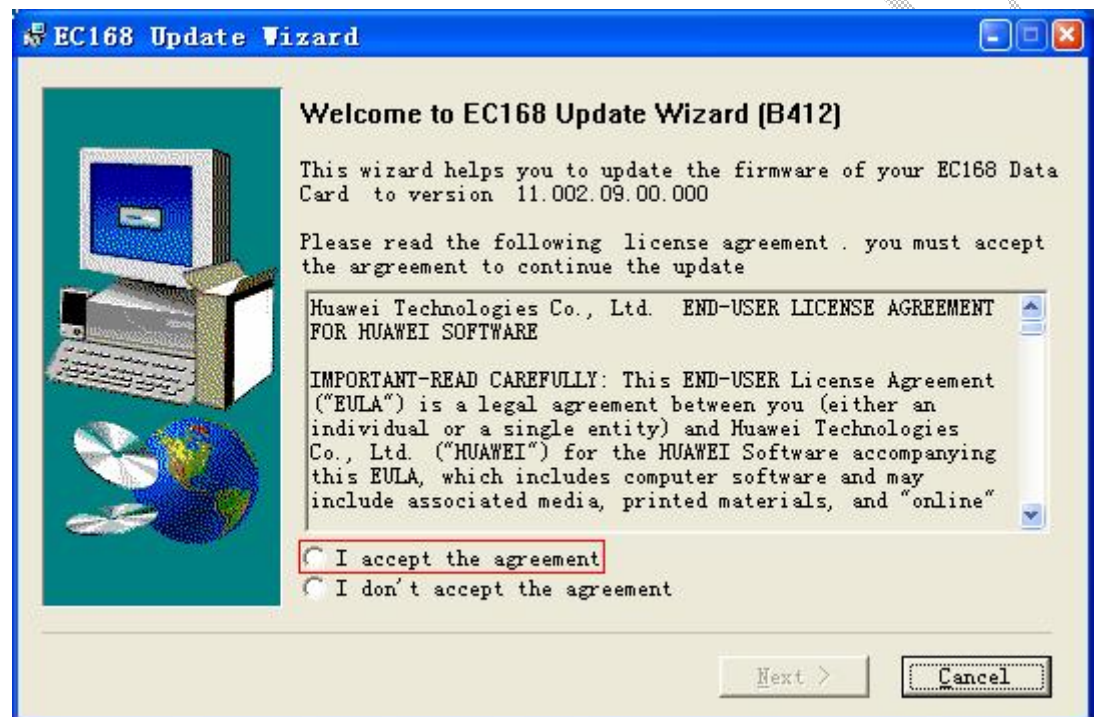 EC168 Update Wizard
Welcome to EC168 Update Wizard (B412)
This wizard helps you to update the firmware of your EC168 Data
Card to version 11.002.09.00.000
Please read the following license agreement . you must accept
the argreement to continue the update
Huawei Technologies Co., Ltd. END-USER LICENSE AGREEMENT
FOR HUAWEI SOFTWARE
IMPORTANT-READ CAREFULLY: This END-USER License Agreement
("EULA") is a legal agreement between you (either an
individual or a single entity) and Huawei Technologies
Co., Ltd. ("HUAWEI") for the HUAWEI Software accompanying
this EULA, which includes computer software and may
include associated media, printed materials, and "online"
I accept the agreement
I don't accept the agreement
Next >
Cancel